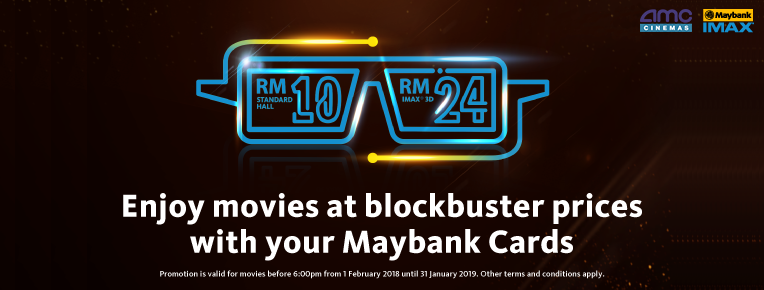 amc
CINEMAS
Maybank
IMAX
RM
STANDARD
HALL
10
RM
IMAX® 3D
24
Enjoy movies at blockbuster prices
with your Maybank Cards
Promotion is valid for movies before 6:00pm from 1 February 2018 until 31 January 2019. Other terms and conditions apply.